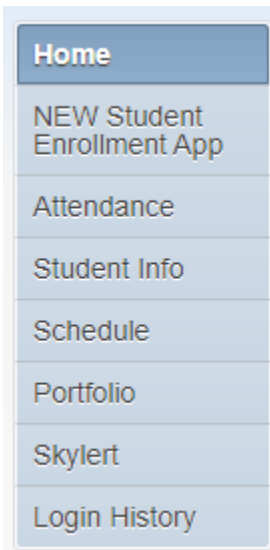 Home
NEW Student
Enrollment App
Attendance
Student Info
Schedule
Portfolio
Skylert
Login History